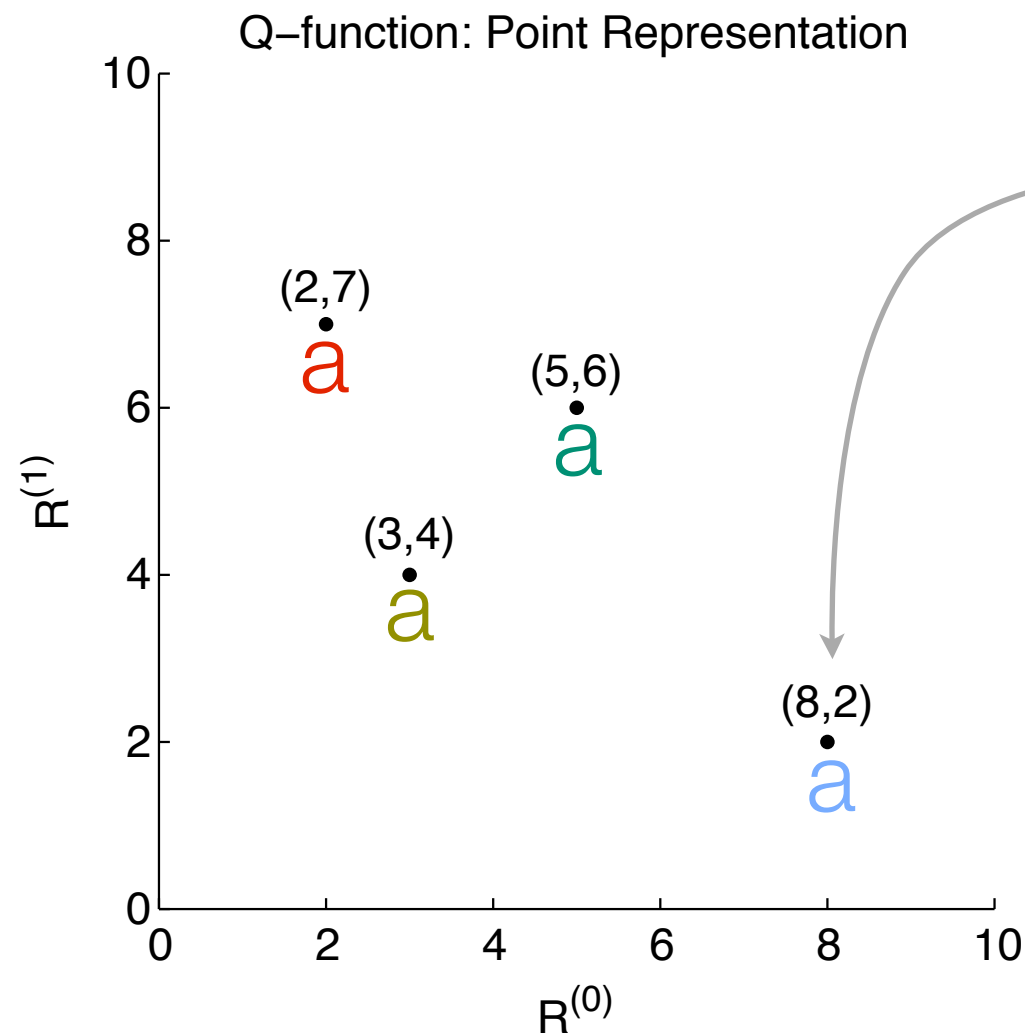 Q–function: Point Representation
10
8
(2,7)
a
(5,6)
6
a
R(1)
(3,4)
4
a
(8,2)
2
a
0
0 2 4 6 8 10
R(0)